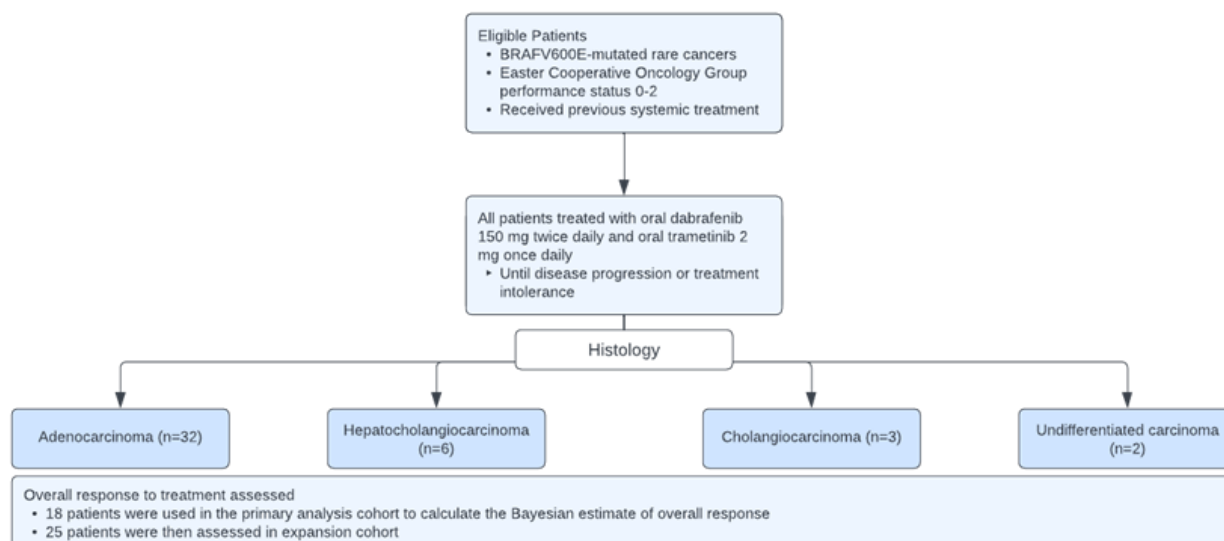 Eligible Patients
• BRAFV600E-mutated rare cancers
• Easter Cooperative Oncology Group
performance status 0-2
• Received previous systemic treatment
All patients treated with oral dabrafenib
150 mg twice daily and oral trametinib 2
mg once daily
‣ Until disease progression or treatment
intolerance
Histology
Adenocarcinoma (n=32)
Hepatocholangiocarcinoma
(n=6)
Cholangiocarcinoma (n=3)
Undifferentiated carcinoma
(n=2)
Overall response to treatment assessed
• 18 patients were used in the primary analysis cohort to calculate the Bayesian estimate of overall response
• 25 patients were then assessed in expansion cohort